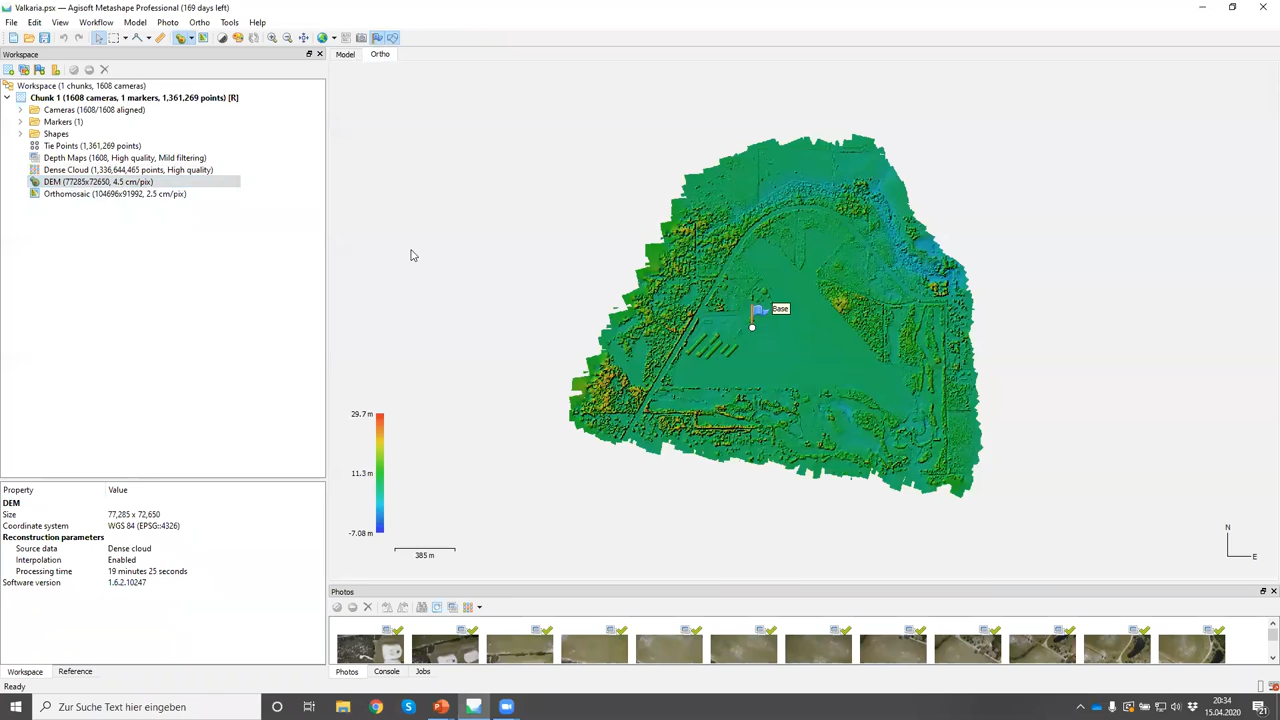 Valkaria.psx — Agisoft Metashape Professional (169 days left)
File Edit View Workflow Model Photo Ortho Tools Help
Workspace
Model Ortho
Workspace (1 chunks, 1608 cameras)
Chunk 1 (1608 cameras, 1 markers, 1,361,269 points) [R]
Cameras (1608/1608 aligned)
Markers (1)
Shapes
Tie Points (1,361,269 points)
Depth Maps (1608, High quality, Mild filtering)
Dense Cloud (1,336,644,465 points, High quality)
DEM (77285x72650, 4.5 cm/pix)
Orthomosaic (104696x91992, 2.5 cm/pix)
Base
29.7 m
11.3 m
-7.08 m
385 m
N
E
Property Value
DEM
Size 77,285 x 72,650
Coordinate system WGS 84 (EPSG::4326)
Reconstruction parameters
Source data Dense cloud
Interpolation Enabled
Processing time 19 minutes 25 seconds
Software version 1.6.2.10247
Photos
Workspace Reference
Photos Console Jobs
Ready
Zur Suche Text hier eingeben
20:34
15.04.2020
21